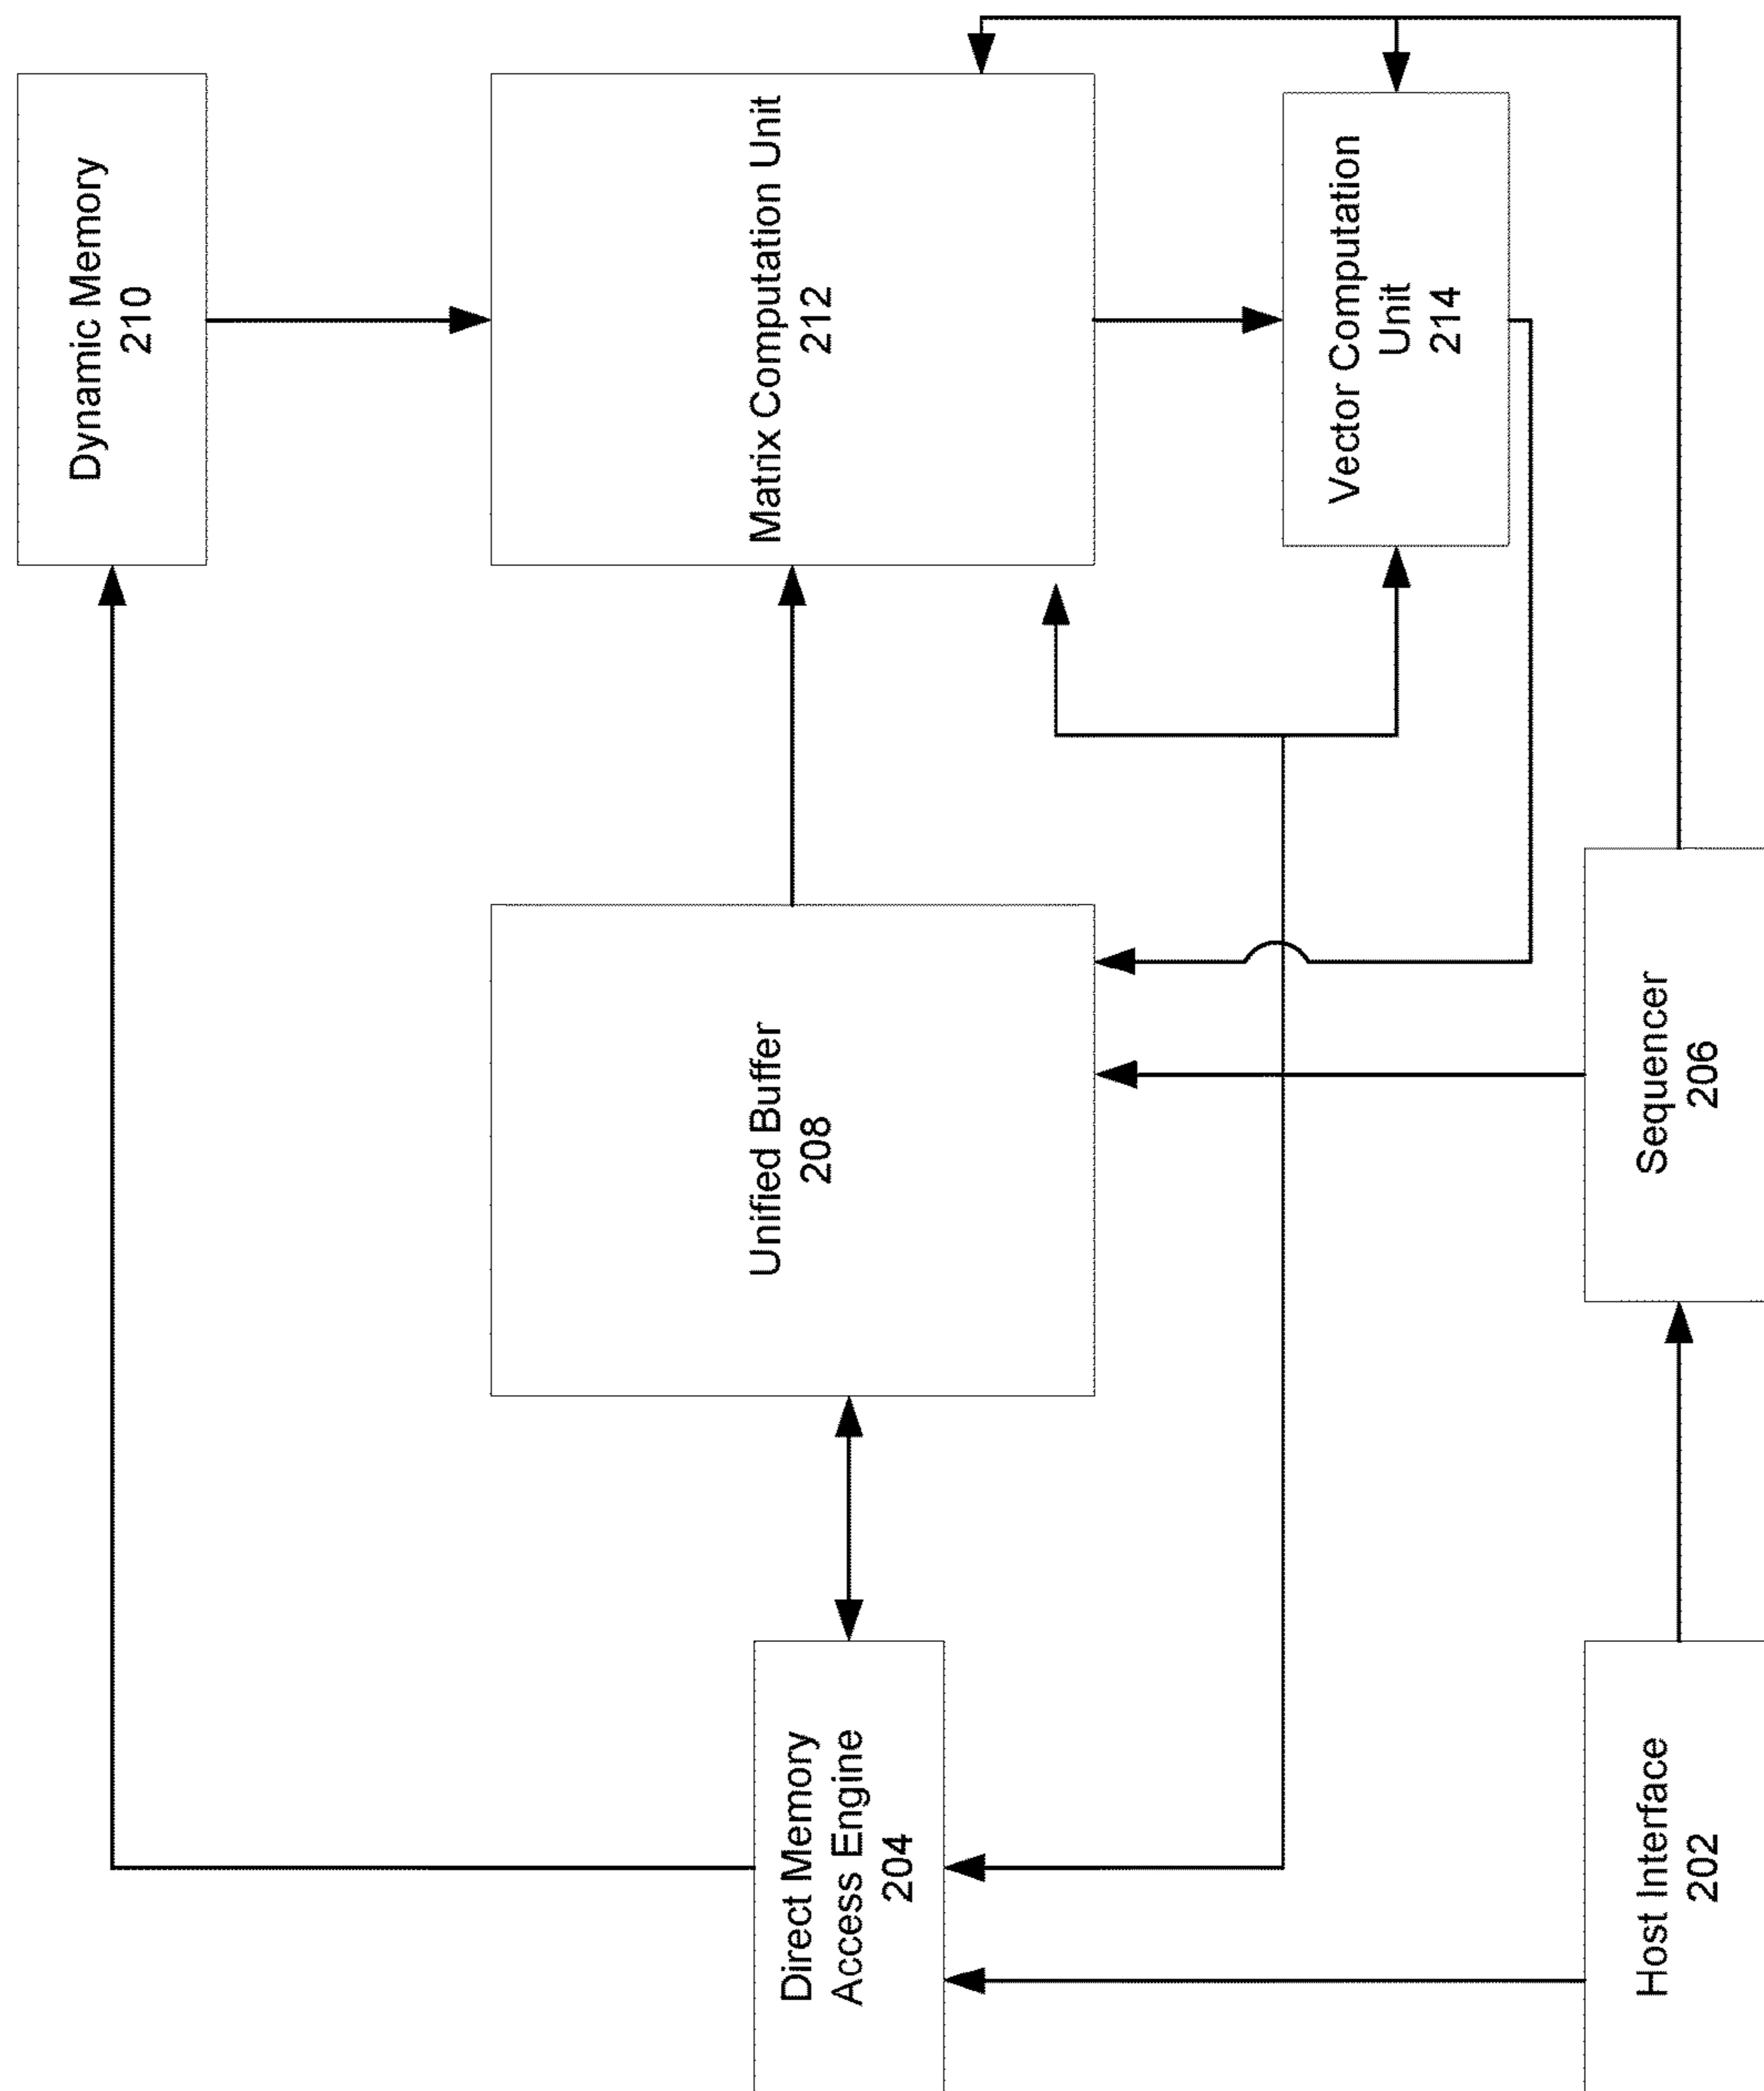 Dynamic Memory
210
Direct Memory
Access Engine
204
Unified Buffer
208
Matrix Computation Unit
212
Vector Computation
Unit
214
Host Interface
202
Sequencer
206